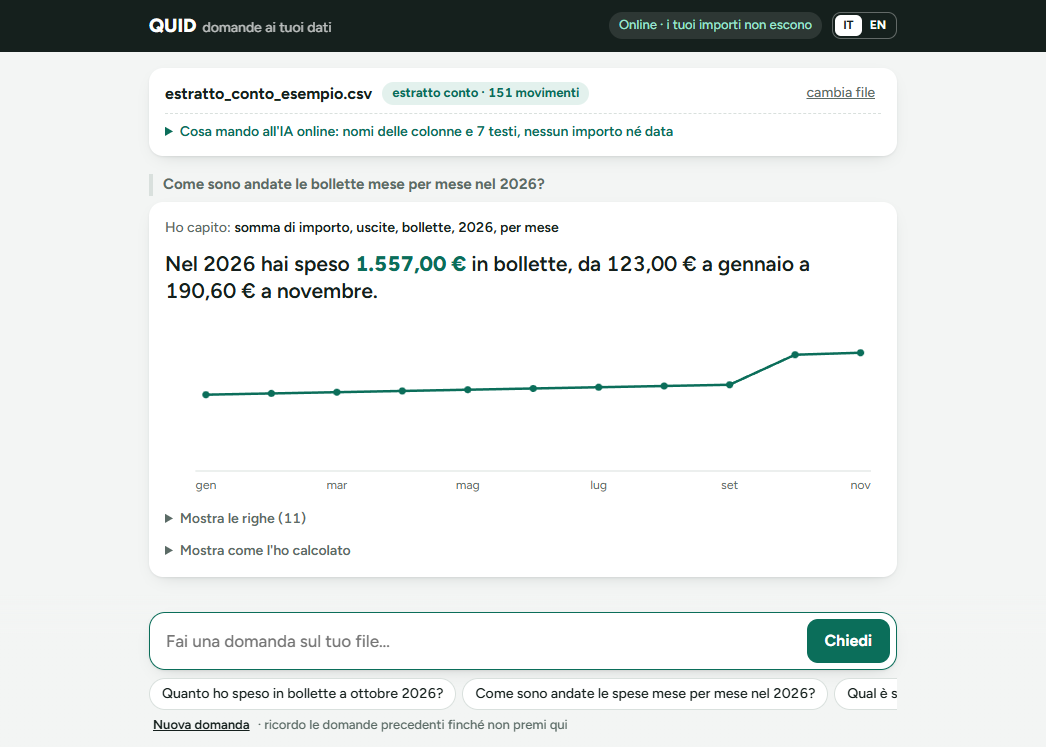 QUID domande ai tuoi dati
Online · i tuoi importi non escono
IT EN
estratto_conto_esempio.csv
estratto conto · 151 movimenti
cambia file
Cosa mando all'IA online: nomi delle colonne e 7 testi, nessun importo né data
Come sono andate le bollette mese per mese nel 2026?
Ho capito: somma di importo, uscite, bollette, 2026, per mese
Nel 2026 hai speso 1.557,00 € in bollette, da 123,00 € a gennaio a
190,60 € a novembre.
gen mar mag lug set nov
Mostra le righe (11)
Mostra come l'ho calcolato
Fai una domanda sul tuo file...
Chiedi
Quanto ho speso in bollette a ottobre 2026?
Come sono andate le spese mese per mese nel 2026?
Qual è s
Nuova domanda · ricordo le domande precedenti finché non premi qui